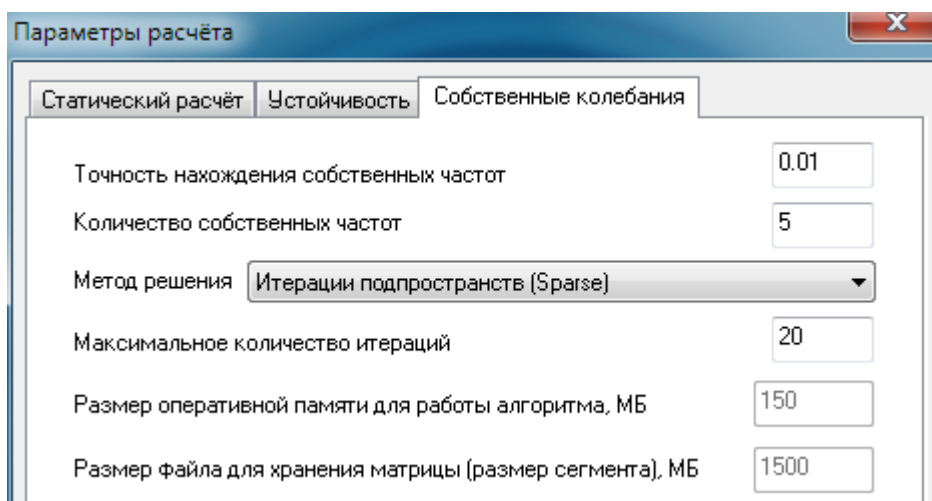 Параметры расчёта
Статический расчёт Устойчивость Собственные колебания
Точность нахождения собственных частот 0.01
Количество собственных частот 5
Метод решения Итерации подпространств (Sparse)
Максимальное количество итераций 20
Размер оперативной памяти для работы алгоритма, МБ 150
Размер файла для хранения матрицы (размер сегмента), МБ 1500